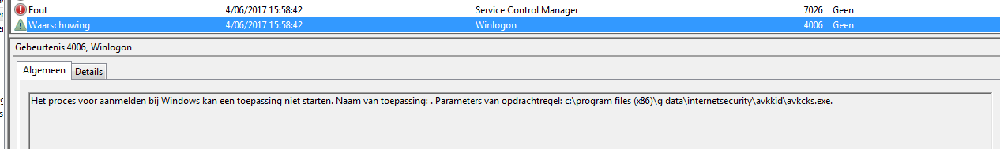 Fout 4/06/2017 15:58:42 Service Control Manager 7026 Geen
Waarschuwing 4/06/2017 15:58:42 Winlogon 4006 Geen
Gebeurtenis 4006, Winlogon
Algemeen Details
Het proces voor aanmelden bij Windows kan een toepassing niet starten. Naam van toepassing: . Parameters van opdrachtregel: c:\program files (x86)\g data\internetsecurity\avkkid\avkcks.exe.